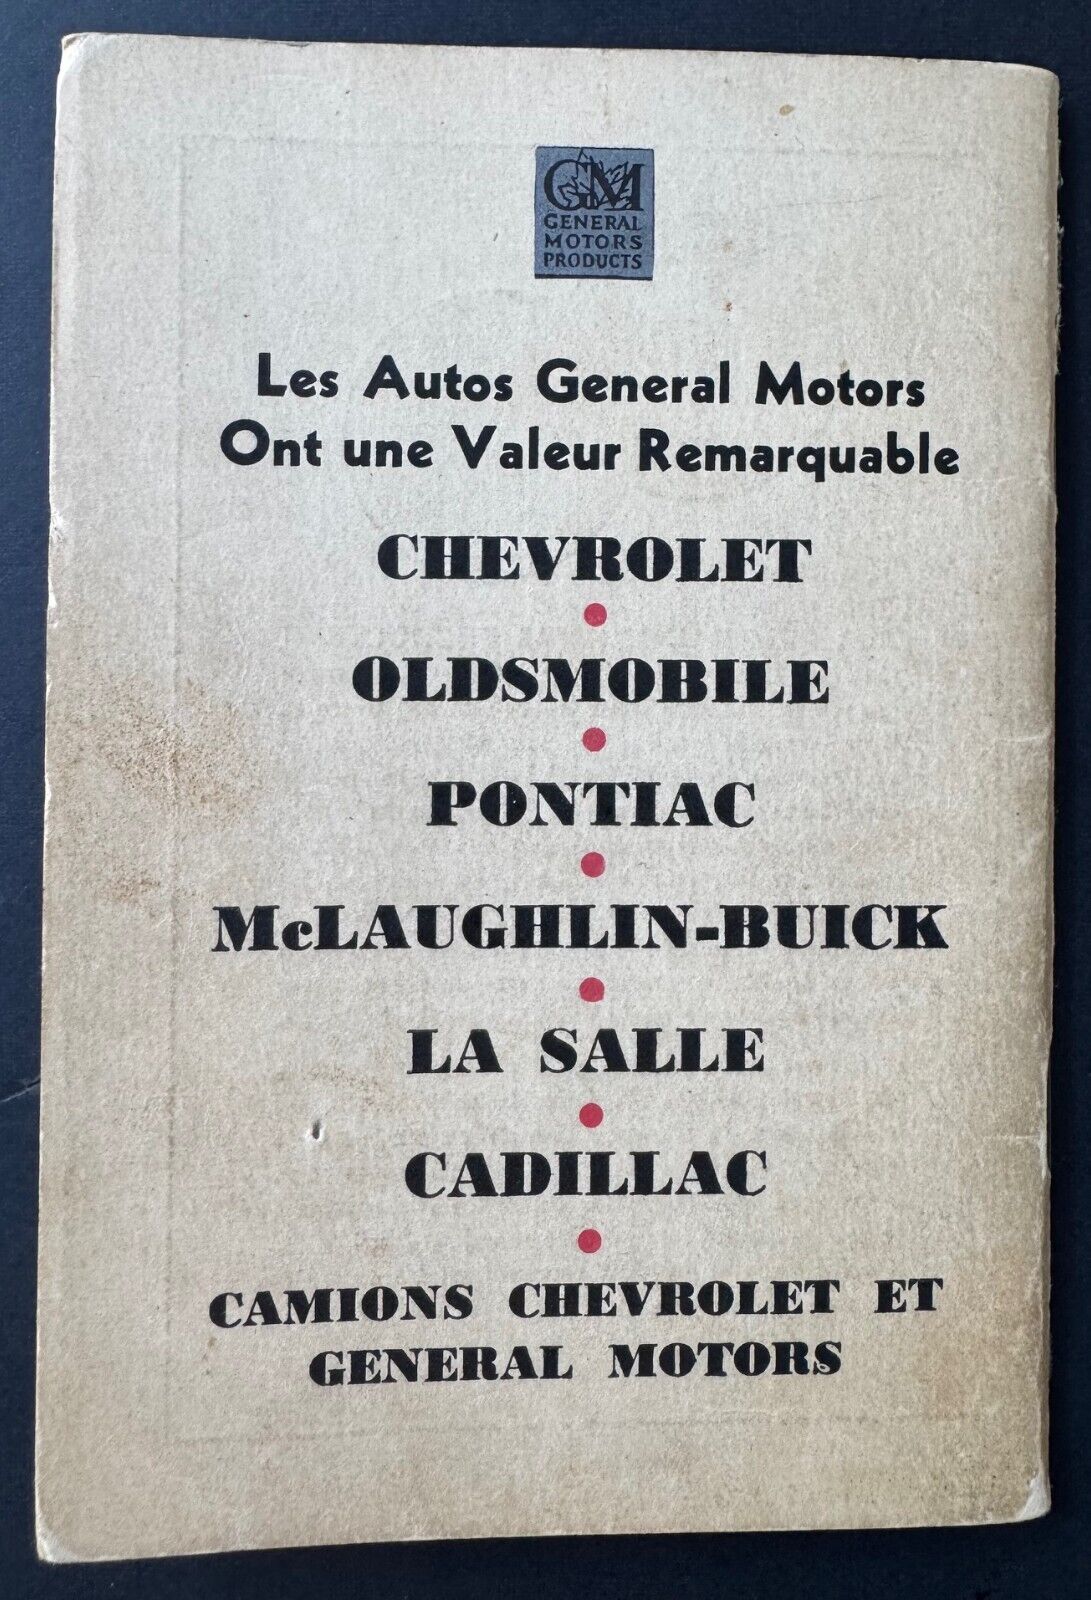 GM
GENERAL
MOTORS
PRODUCTS
Les Autos General Motors
Ont une Valeur Remarquable
CHEVROLET
OLDSMOBILE
PONTIAC
McLAUGHLIN-BUICK
LA SALLE
CADILLAC
CAMIONS CHEVROLET ET
GENERAL MOTORS